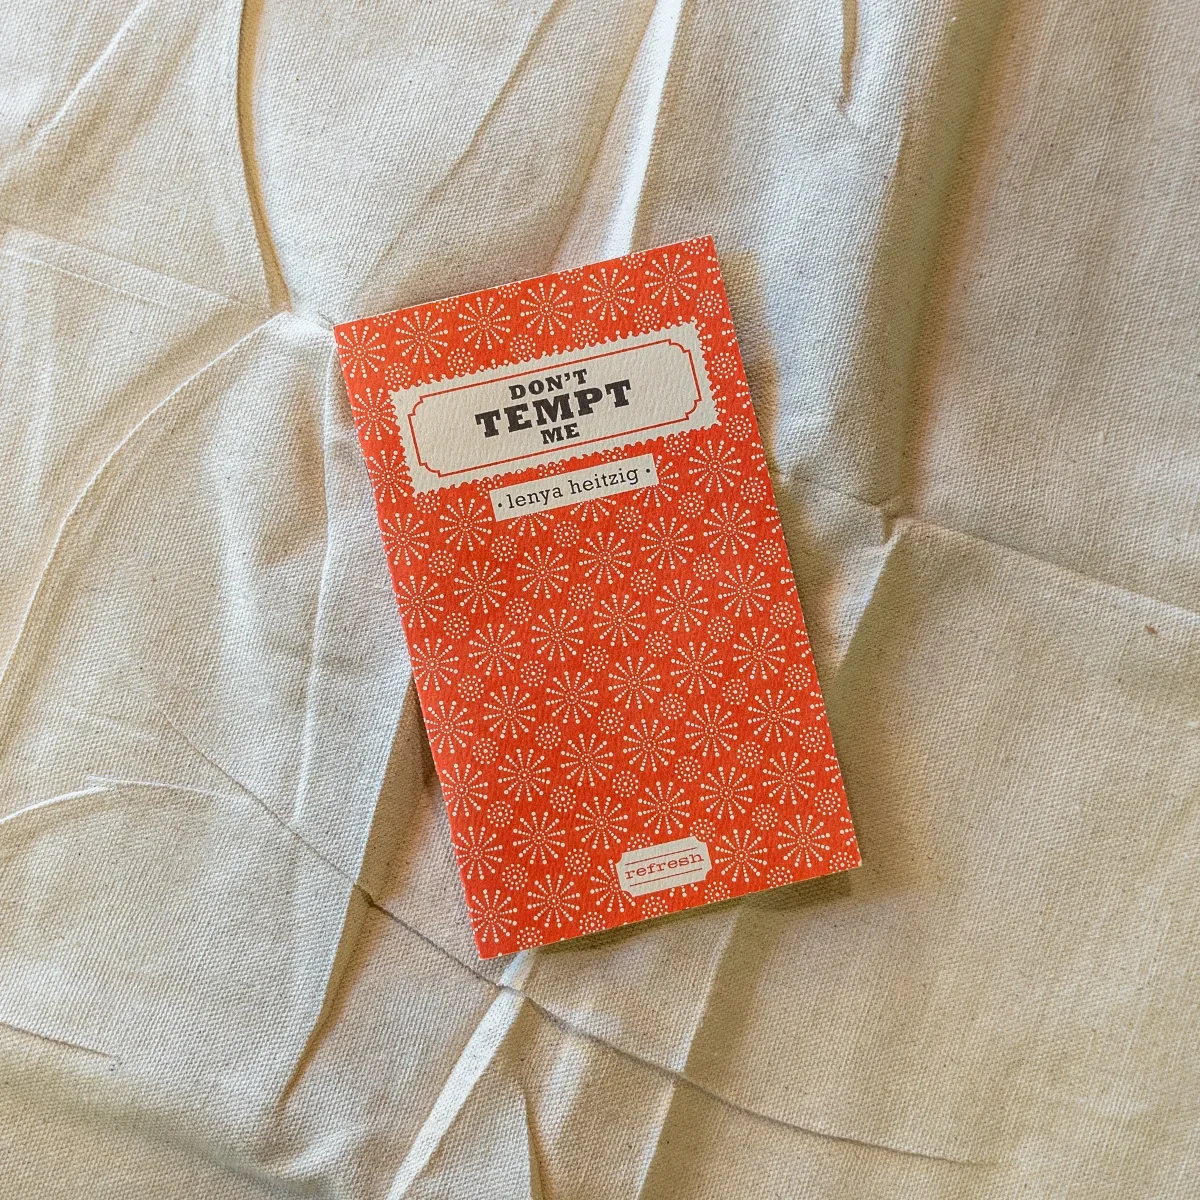 DON'T
TEMPT
ME
· lenya heitzig ·
refresh